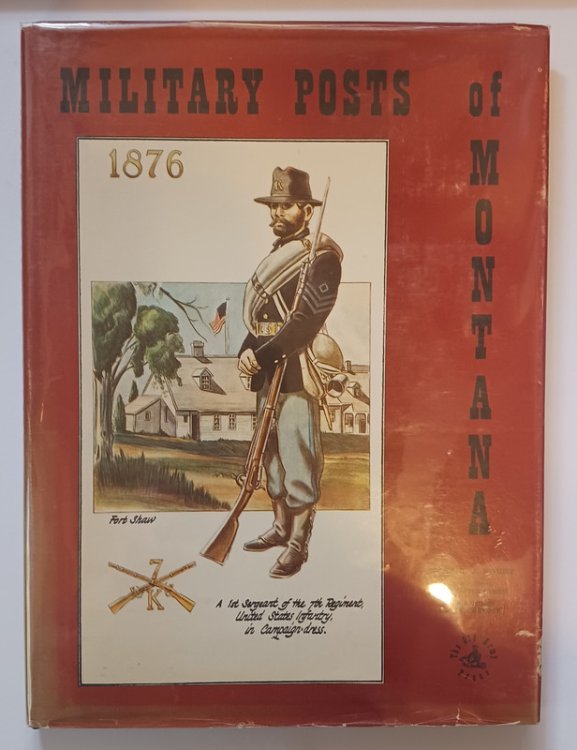 MILITARY POSTS of
MONTANA
1876
Fort Shaw
7
K
A 1st Sergeant of the 7th Regiment,
United States Infantry,
in Campaign dress.